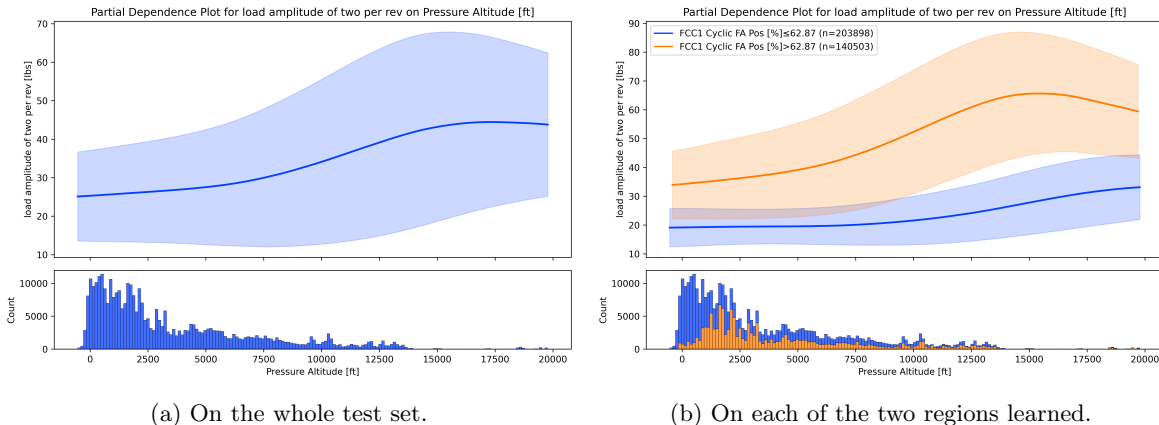 Partial Dependence Plot for load amplitude of two per rev on Pressure Altitude [ft]
load amplitude of two per rev [lbs]
70
60
50
40
30
20
10
Count
10000
5000
0
0 2500 5000 7500 10000 12500 15000 17500 20000
Pressure Altitude [ft]
(a) On the whole test set.
Partial Dependence Plot for load amplitude of two per rev on Pressure Altitude [ft]
FCC1 Cyclic FA Pos [%]≤62.87 (n=203898)
FCC1 Cyclic FA Pos [%]>62.87 (n=140503)
load amplitude of two per rev [lbs]
90
80
70
60
50
40
30
20
10
Count
10000
5000
0
0 2500 5000 7500 10000 12500 15000 17500 20000
Pressure Altitude [ft]
(b) On each of the two regions learned.